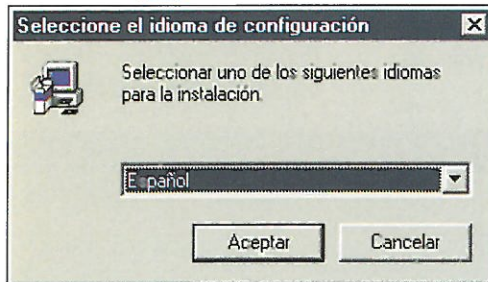 Seleccione el idioma de configuración
Seleccionar uno de los siguientes idiomas
para la instalación.
Español
Aceptar
Cancelar